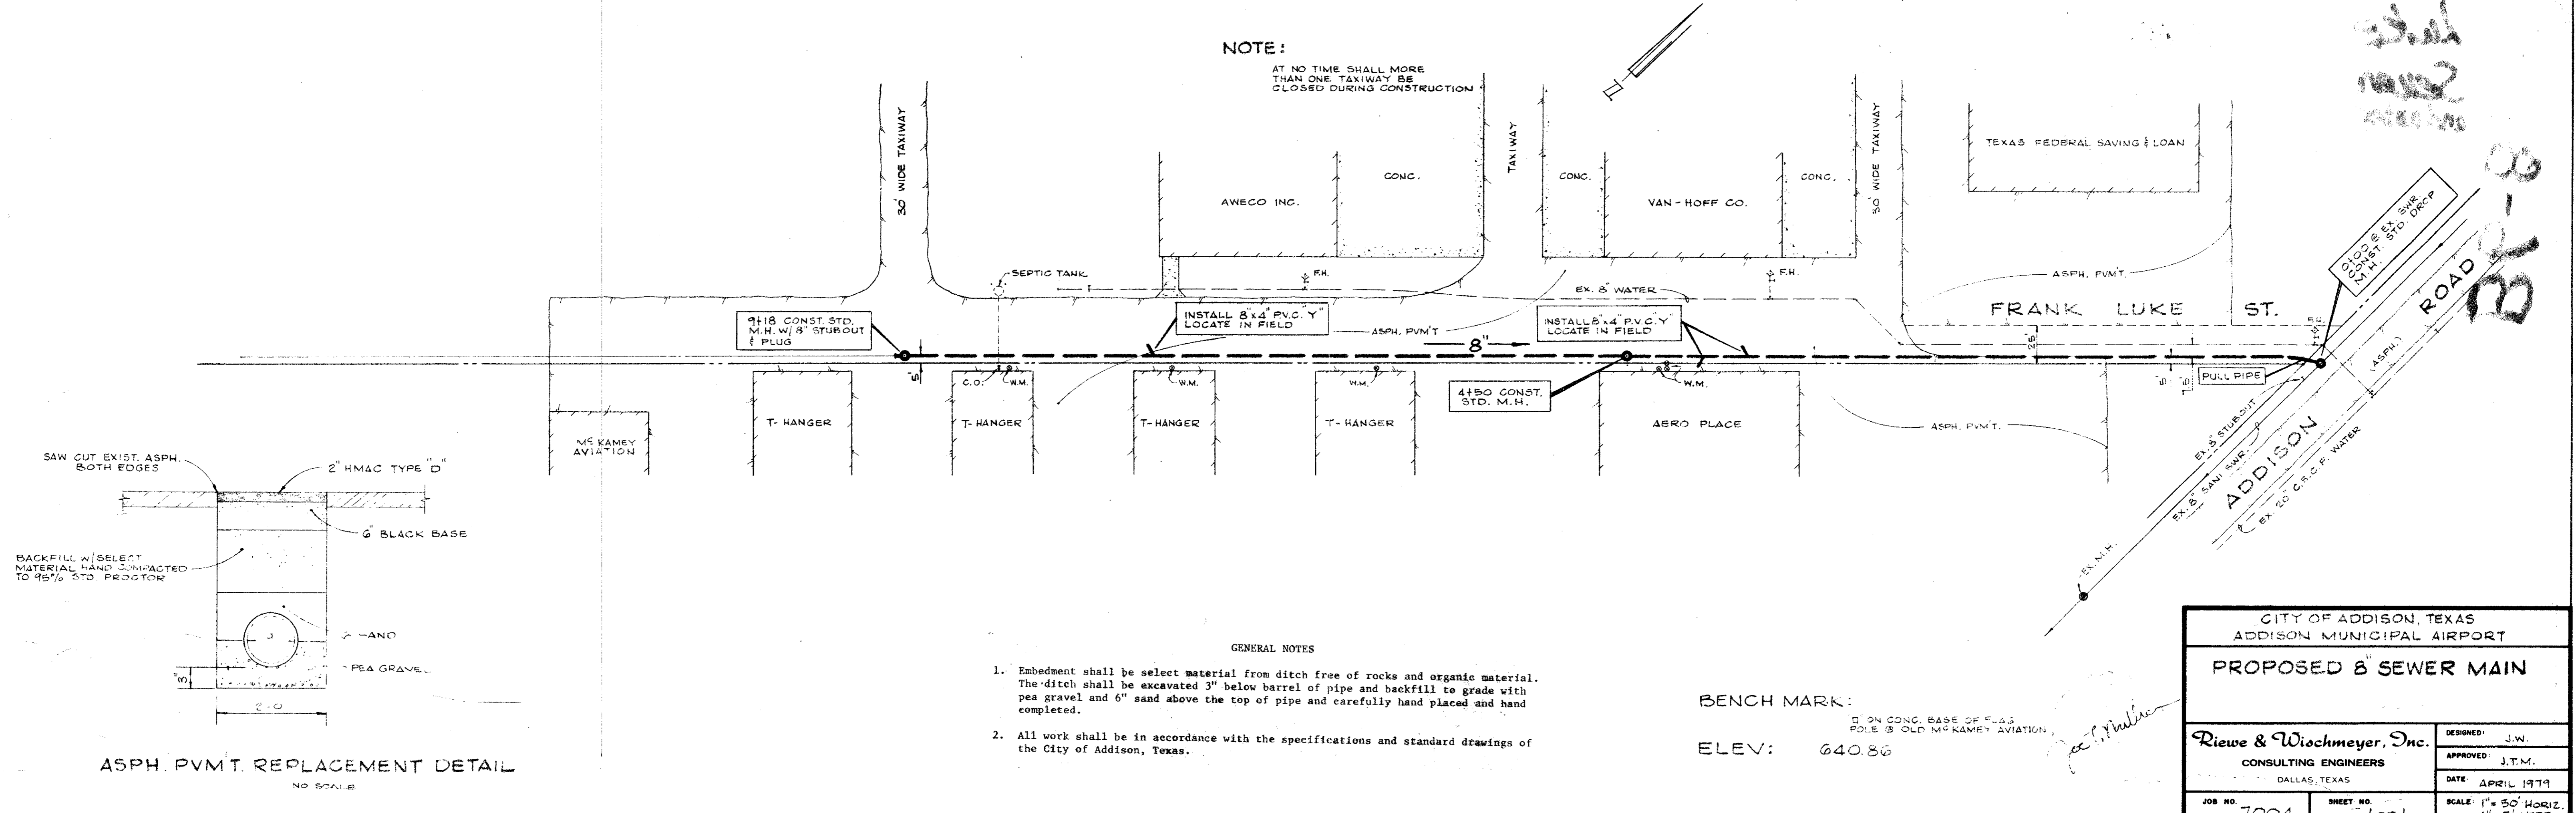 NOTE:
AT NO TIME SHALL MORE
THAN ONE TAXIWAY BE
CLOSED DURING CONSTRUCTION
30' WIDE TAXIWAY
TAXIWAY
30' WIDE TAXIWAY
AWECO INC.
CONC.
CONC.
VAN-HOFF CO.
CONC.
TEXAS FEDERAL SAVING & LOAN
BR-8
SEPTIC TANK
F.H.
F.H.
EX. 8" WATER
ASPH. PVM'T.
FRANK LUKE ST.
0+00 @ EX. SWR
CONST. STD. DROP
M.H.
9+18 CONST. STD.
M.H. W/ 8" STUBOUT
& PLUG
INSTALL 8"x4" P.V.C. "Y"
LOCATE IN FIELD
ASPH. PVM'T
INSTALL 8"x4" P.V.C. "Y"
LOCATE IN FIELD
8"
25'
5'
5'
5'
C.O.
W.M.
W.M.
W.M.
W.M.
4+50 CONST.
STD. M.H.
PULL PIPE
(ASPH.)
ADDISON ROAD
EX. 8" STUBOUT
EX. 8" SANI SWR.
EX. 20" C.S.C.P. WATER
EX. M.H.
McKAMEY
AVIATION
T-HANGER
T-HANGER
T-HANGER
T-HANGER
AERO PLACE
ASPH. PVM'T.
SAW CUT EXIST. ASPH.
BOTH EDGES
2" HMAC TYPE "D"
6" BLACK BASE
BACKFILL W/SELECT
MATERIAL HAND COMPACTED
TO 95% STD PROCTOR
PEA GRAVEL
3"
2'-0
ASPH. PVM'T. REPLACEMENT DETAIL
NO SCALE
GENERAL NOTES
1. Embedment shall be select material from ditch free of rocks and organic material.
The ditch shall be excavated 3" below barrel of pipe and backfill to grade with
pea gravel and 6" sand above the top of pipe and carefully hand placed and hand
completed.
2. All work shall be in accordance with the specifications and standard drawings of
the City of Addison, Texas.
BENCH MARK:
"□" ON CONC. BASE OF FLAG
POLE @ OLD McKAMEY AVIATION
ELEV: 640.86
CITY OF ADDISON, TEXAS
ADDISON MUNICIPAL AIRPORT
PROPOSED 8" SEWER MAIN
Riewe & Wischmeyer, Inc.
CONSULTING ENGINEERS
DALLAS, TEXAS
DESIGNED: J.W.
APPROVED: J.T.M.
DATE: APRIL 1979
JOB NO.
SHEET NO.
SCALE: 1" = 50' HORIZ.